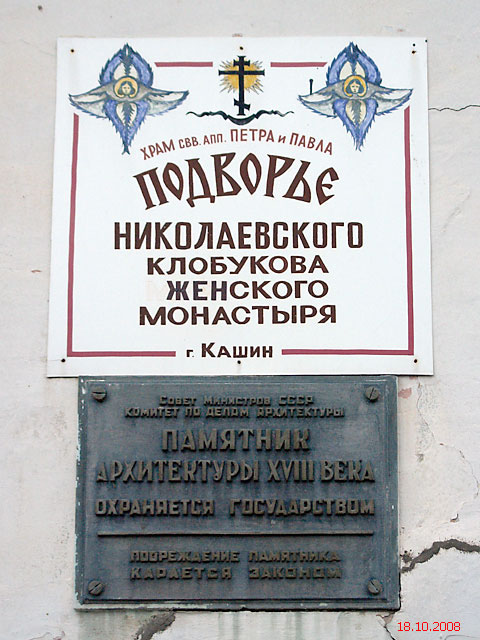 ХРАМ СВВ. АПП. ПЕТРА И ПАВЛА
ПОДВОРЬЕ
НИКОЛАЕВСКОГО
КЛОБУКОВА
ЖЕНСКОГО
МОНАСТЫРЯ
г. КАШИН
СОВЕТ МИНИСТРОВ СССР
КОМИТЕТ ПО ДЕЛАМ АРХИТЕКТУРЫ
ПАМЯТНИК
АРХИТЕКТУРЫ XVIII ВЕКА
ОХРАНЯЕТСЯ ГОСУДАРСТВОМ
ПОВРЕЖДЕНИЕ ПАМЯТНИКА
КАРАЕТСЯ ЗАКОНОМ
18.10.2008